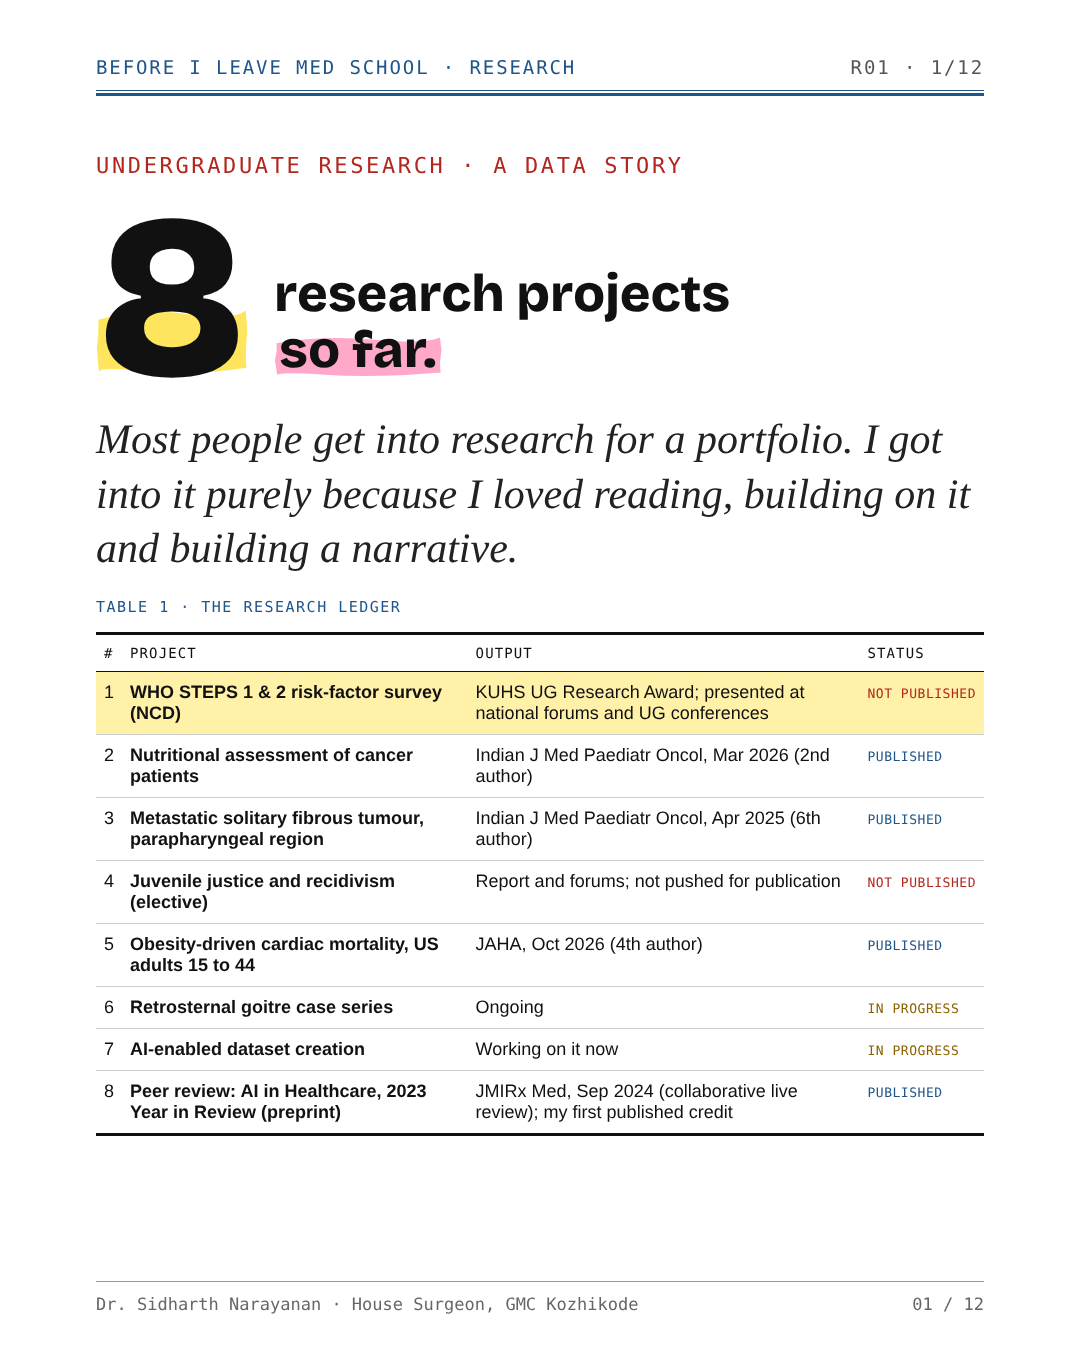 BEFORE I LEAVE MED SCHOOL · RESEARCH
R01 · 1/12
UNDERGRADUATE RESEARCH · A DATA STORY
8 research projects
so far.
Most people get into research for a portfolio. I got
into it purely because I loved reading, building on it
and building a narrative.
TABLE 1 · THE RESEARCH LEDGER
# PROJECT OUTPUT STATUS
1 WHO STEPS 1 & 2 risk-factor survey KUHS UG Research Award; presented at NOT PUBLISHED
(NCD) national forums and UG conferences
2 Nutritional assessment of cancer Indian J Med Paediatr Oncol, Mar 2026 (2nd PUBLISHED
patients author)
3 Metastatic solitary fibrous tumour, Indian J Med Paediatr Oncol, Apr 2025 (6th PUBLISHED
parapharyngeal region author)
4 Juvenile justice and recidivism Report and forums; not pushed for publication NOT PUBLISHED
(elective)
5 Obesity-driven cardiac mortality, US JAHA, Oct 2026 (4th author) PUBLISHED
adults 15 to 44
6 Retrosternal goitre case series Ongoing IN PROGRESS
7 AI-enabled dataset creation Working on it now IN PROGRESS
8 Peer review: AI in Healthcare, 2023 JMIRx Med, Sep 2024 (collaborative live PUBLISHED
Year in Review (preprint) review); my first published credit
Dr. Sidharth Narayanan · House Surgeon, GMC Kozhikode
01 / 12